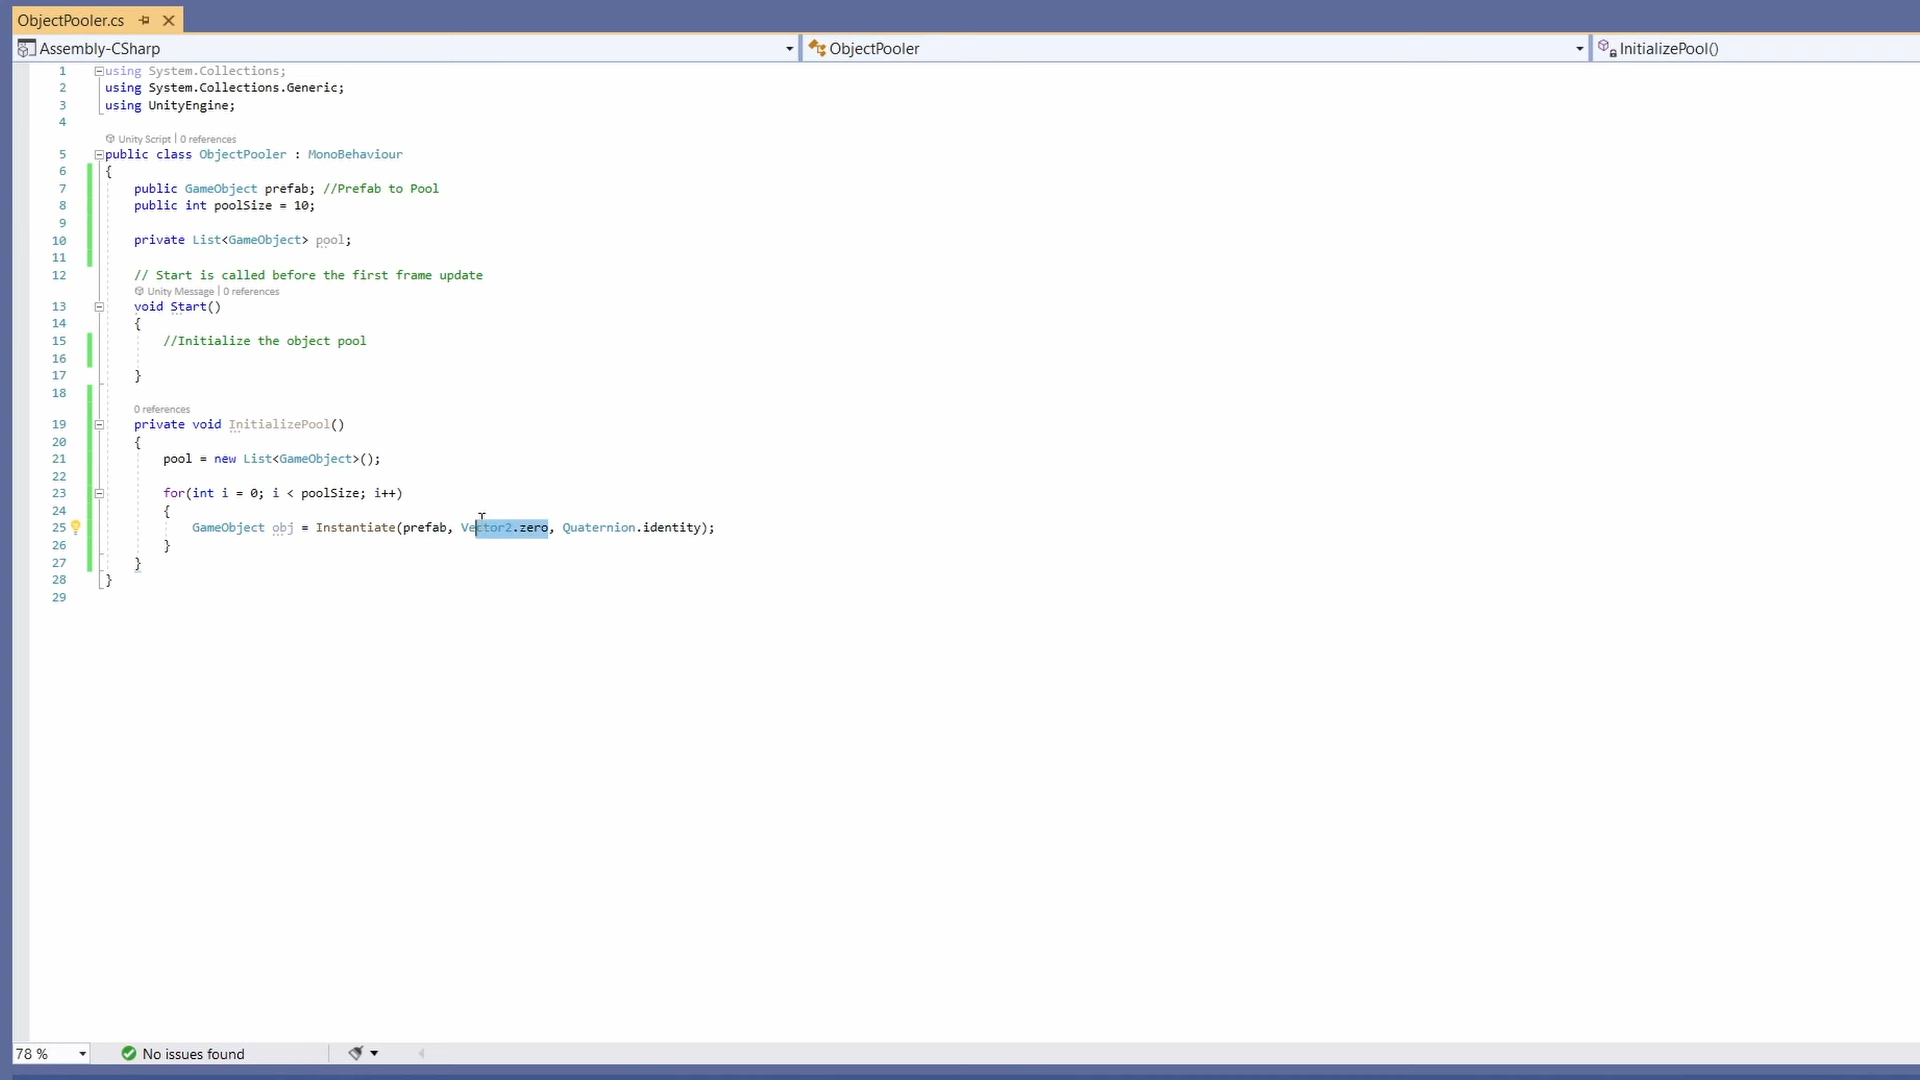 ObjectPooler.cs
Assembly-CSharp
ObjectPooler
InitializePool()
1 using System.Collections;
2 using System.Collections.Generic;
3 using UnityEngine;
4
Unity Script | 0 references
5 public class ObjectPooler : MonoBehaviour
6 {
7 public GameObject prefab; //Prefab to Pool
8 public int poolSize = 10;
9
10 private List<GameObject> pool;
11
12 // Start is called before the first frame update
Unity Message | 0 references
13 void Start()
14 {
15 //Initialize the object pool
16
17 }
18
0 references
19 private void InitializePool()
20 {
21 pool = new List<GameObject>();
22
23 for(int i = 0; i < poolSize; i++)
24 {
25 GameObject obj = Instantiate(prefab, Vector2.zero, Quaternion.identity);
26 }
27 }
28 }
29
78 %
No issues found